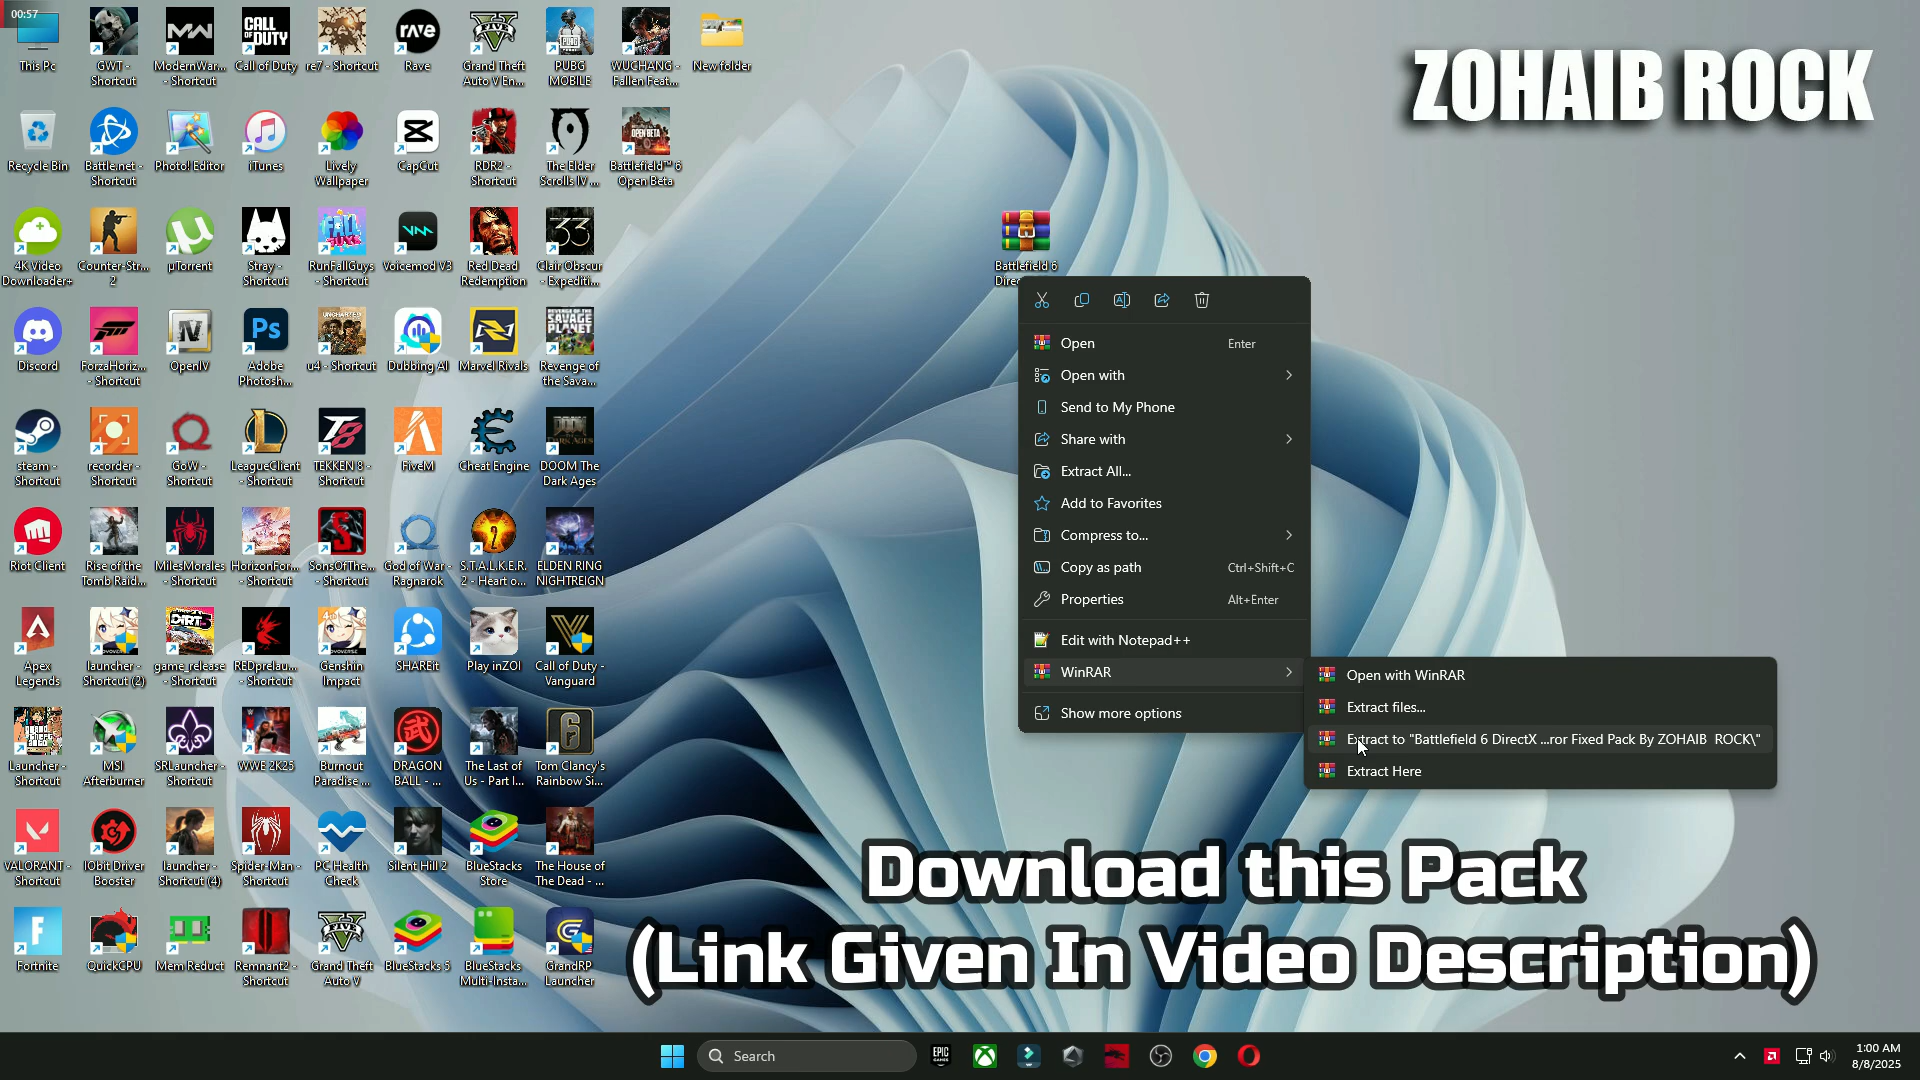 00:57
ZOHAIB ROCK
This Pc
GWT - Shortcut
ModernWar... - Shortcut
CALL OF DUTY
Call of Duty
re7 - Shortcut
rave
Rave
Grand Theft Auto V En...
PUBG MOBILE
WUCHANG - Fallen Feat...
New folder
Recycle Bin
Battle.net - Shortcut
Photo! Editor
iTunes
Lively Wallpaper
CapCut
RDR2 - Shortcut
The Elder Scrolls IV ...
OPEN BETA
Battlefield™ 6 Open Beta
4K Video Downloader+
Counter-Str... 2
µTorrent
Stray - Shortcut
RunFallGuys - Shortcut
Voicemod V3
Red Dead Redemption
33
Clair Obscur - Expediti...
Battlefield 6
Discord
ForzaHoriz... - Shortcut
OpenIV
Ps
Adobe Photosh...
u4 - Shortcut
Dubbing AI
Marvel Rivals
Revenge of the Sava...
steam - Shortcut
recorder - Shortcut
GoW - Shortcut
LeagueClient - Shortcut
TEKKEN 8 - Shortcut
FiveM
Cheat Engine
DOOM The Dark Ages
Riot Client
Rise of the Tomb Raid...
MilesMorales - Shortcut
HorizonFor... - Shortcut
SonsOfThe... - Shortcut
God of War - Ragnarok
S.T.A.L.K.E.R. 2 - Heart o...
ELDEN RING NIGHTREIGN
Apex Legends
launcher - Shortcut (2)
game_release - Shortcut
REDprelau... - Shortcut
Genshin Impact
SHAREit
Play inZOI
Call of Duty - Vanguard
Launcher - Shortcut
MSI Afterburner
SRLauncher - Shortcut
WWE 2K25
Burnout Paradise ...
DRAGON BALL - ...
The Last of Us - Part I...
Tom Clancy's Rainbow Si...
VALORANT - Shortcut
IObit Driver Booster
launcher - Shortcut (4)
Spider-Man - Shortcut
PC Health Check
Silent Hill 2
BlueStacks Store
The House of The Dead - ...
Fortnite
QuickCPU
Mem Reduct
Remnant2 - Shortcut
Grand Theft Auto V
BlueStacks 5
BlueStacks Multi-Insta...
GrandRP Launcher
Open Enter
Open with
Send to My Phone
Share with
Extract All...
Add to Favorites
Compress to...
Copy as path Ctrl+Shift+C
Properties Alt+Enter
Edit with Notepad++
WinRAR
Show more options
Open with WinRAR
Extract files...
Extract to "Battlefield 6 DirectX ...ror Fixed Pack By ZOHAIB ROCK\"
Extract Here
Download this Pack
(Link Given In Video Description)
Search
EPIC GAMES
1:00 AM
8/8/2025